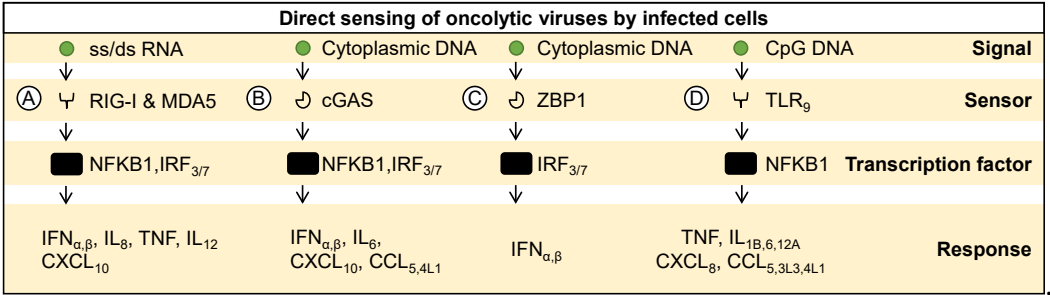 Direct sensing of oncolytic viruses by infected cells
ss/ds RNA Cytoplasmic DNA Cytoplasmic DNA CpG DNA Signal
A RIG-I & MDA5 B cGAS C ZBP1 D TLR9 Sensor
NFKB1,IRF3/7 NFKB1,IRF3/7 IRF3/7 NFKB1 Transcription factor
IFNα,β, IL8, TNF, IL12 IFNα,β, IL6, IFNα,β TNF, IL1B,6,12A Response
CXCL10 CXCL10, CCL5,4L1 CXCL8, CCL5,3L3,4L1
.